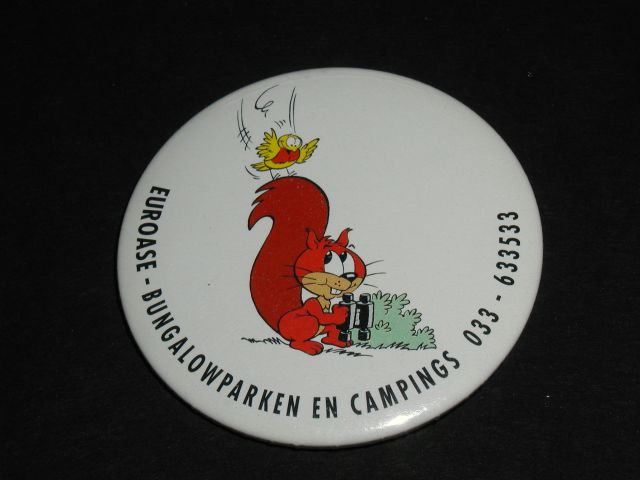 EUROASE - BUNGALOWPARKEN EN CAMPINGS 033 - 633533